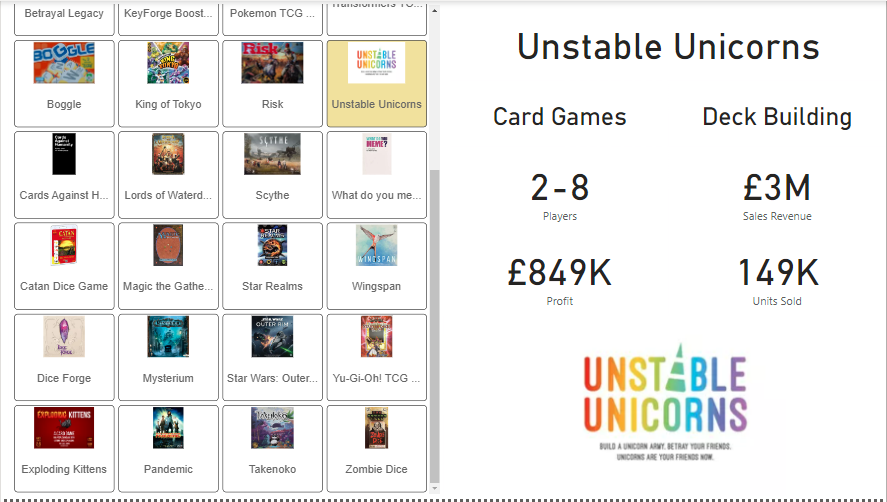 Betrayal Legacy
KeyForge Boost...
Pokemon TCG ...
Transformers TC...
BOGGLE
KING OF TOKYO
Risk
UNSTABLE
UNICORNS
Boggle
King of Tokyo
Risk
Unstable Unicorns
Cards
Against
Humanity
SCYTHE
WHAT DO YOU
MEME?
Cards Against H...
Lords of Waterd...
Scythe
What do you me...
CATAN
STAR
REALMS
WINGSPAN
Catan Dice Game
Magic the Gathe...
Star Realms
Wingspan
DICE
FORGE
MYSTERIUM
STAR WARS
OUTER RIM
Dice Forge
Mysterium
Star Wars: Outer...
Yu-Gi-Oh! TCG ...
EXPLODING KITTENS
PANDEMIC
TAKENOKO
ZOMBIE
DICE
Exploding Kittens
Pandemic
Takenoko
Zombie Dice
Unstable Unicorns
Card Games
Deck Building
2-8
£3M
Players
Sales Revenue
£849K
149K
Profit
Units Sold
UNSTABLE
UNICORNS
BUILD A UNICORN ARMY. BETRAY YOUR FRIENDS.
UNICORNS ARE YOUR FRIENDS NOW.